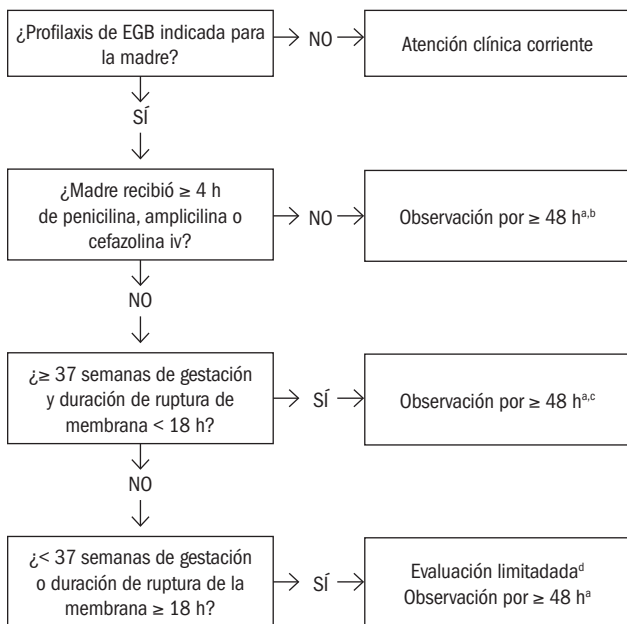 ¿Profilaxis de EGB indicada para
la madre?
NO
Atención clínica corriente
SÍ
¿Madre recibió ≥ 4 h
de penicilina, amplicilina o
cefazolina iv?
NO
Observación por ≥ 48 hᵃ,ᵇ
NO
¿≥ 37 semanas de gestación
y duración de ruptura de
membrana < 18 h?
SÍ
Observación por ≥ 48 hᵃ,ᶜ
NO
¿< 37 semanas de gestación
o duración de ruptura de la
membrana ≥ 18 h?
SÍ
Evaluación limitadadaᵈ
Observación por ≥ 48 hᵃ